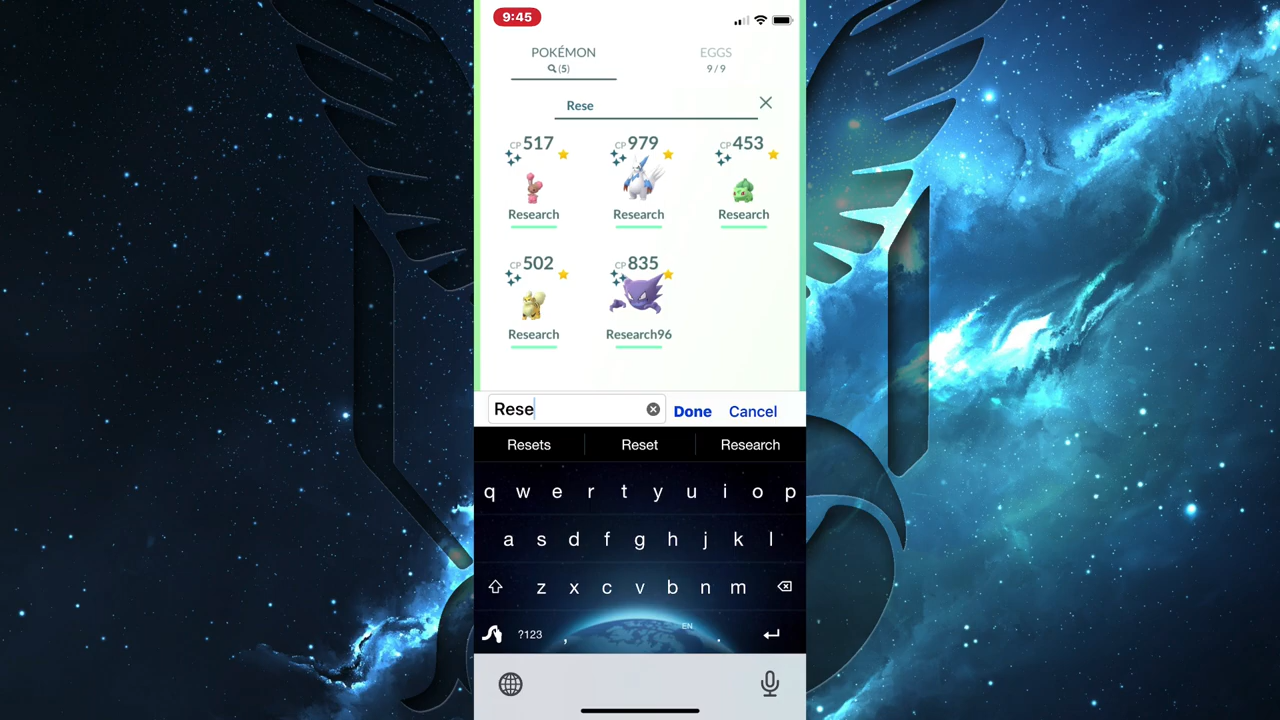 9:45
POKÉMON
(5)
EGGS
9 / 9
Rese
CP 517
CP 979
CP 453
Research
Research
Research
CP 502
CP 835
Research
Research96
Rese
Done
Cancel
Resets
Reset
Research
q w e r t y u i o p
a s d f g h j k l
z x c v b n m
?123 , EN .